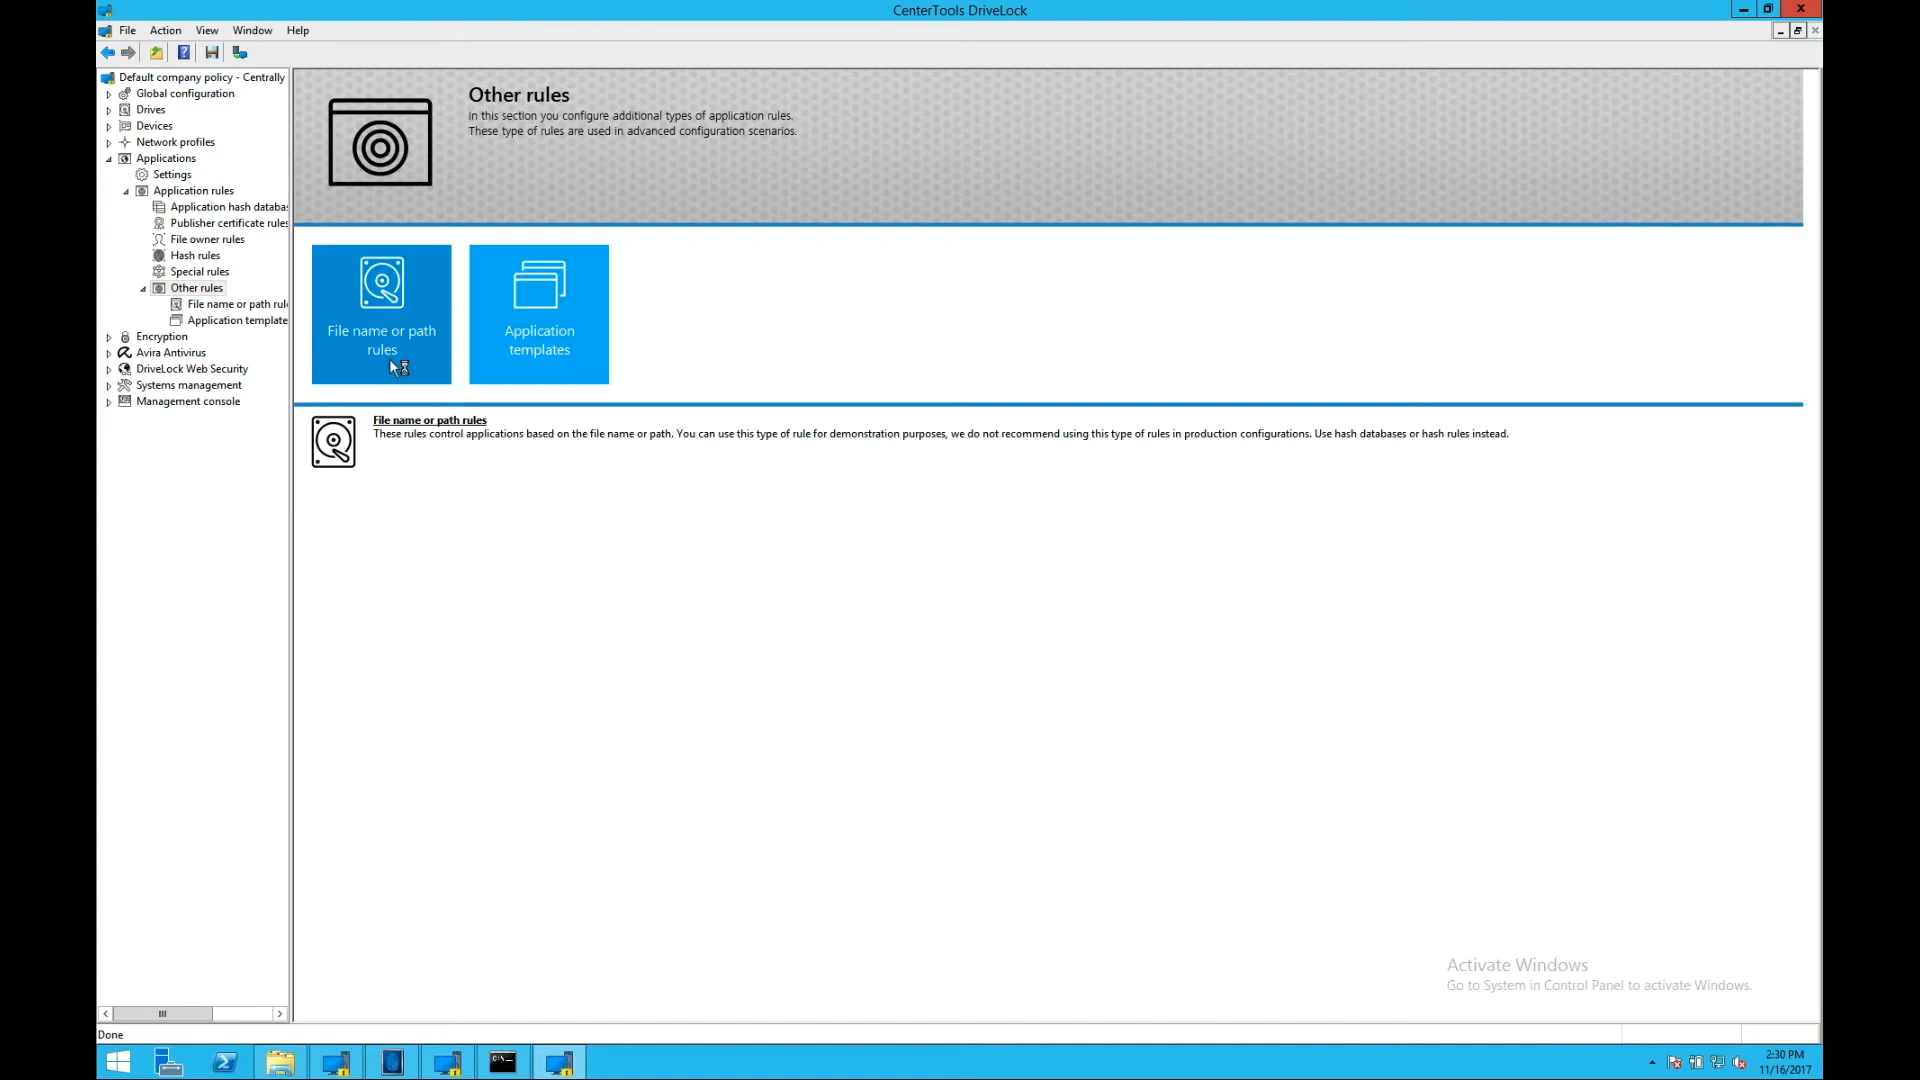 CenterTools DriveLock
File Action View Window Help
Default company policy - Centrally
Global configuration
Drives
Devices
Network profiles
Applications
Settings
Application rules
Application hash databas
Publisher certificate rules
File owner rules
Hash rules
Special rules
Other rules
File name or path rule
Application template
Encryption
Avira Antivirus
DriveLock Web Security
Systems management
Management console
Other rules
In this section you configure additional types of application rules.
These type of rules are used in advanced configuration scenarios.
File name or path
rules
Application
templates
File name or path rules
These rules control applications based on the file name or path. You can use this type of rule for demonstration purposes, we do not recommend using this type of rules in production configurations. Use hash databases or hash rules instead.
Activate Windows
Go to System in Control Panel to activate Windows.
Done
2:30 PM
11/16/2017